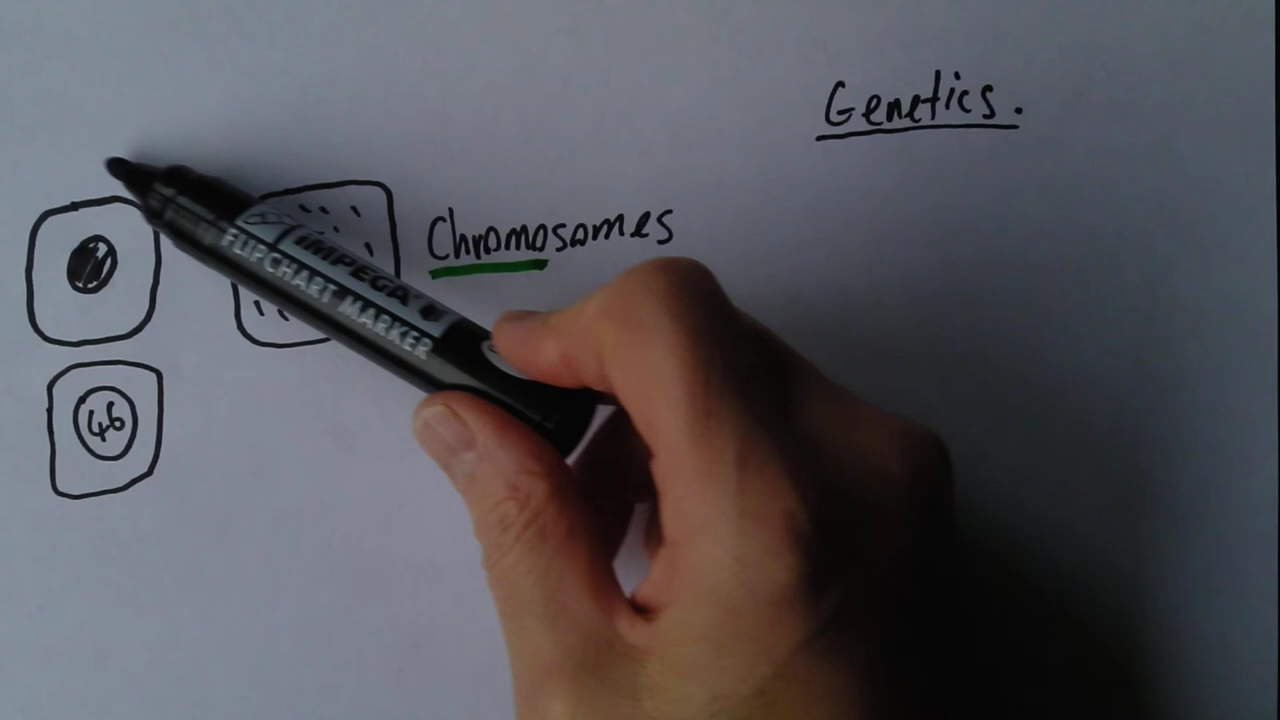 Genetics.
Chromosomes
IMPEGA
FLIPCHART MARKER
46